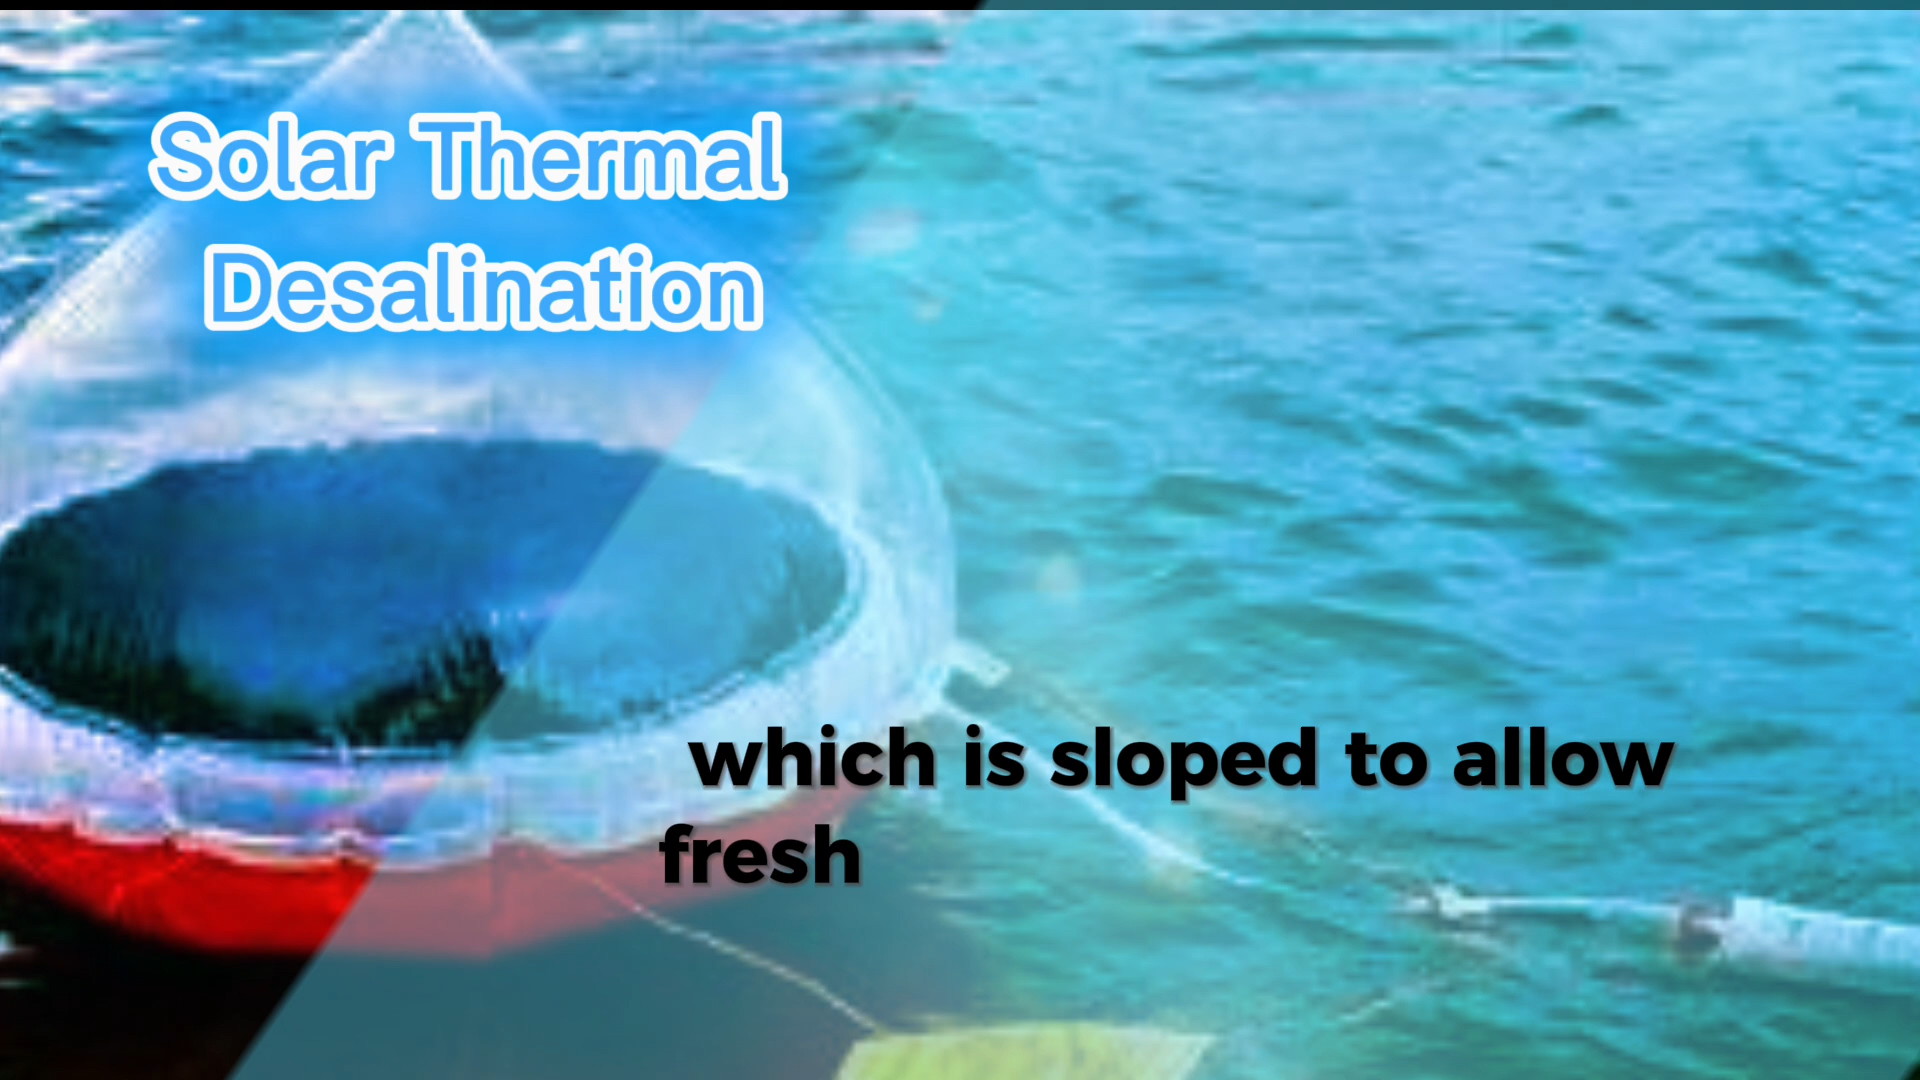 Solar Thermal
Desalination
which is sloped to allow
fresh